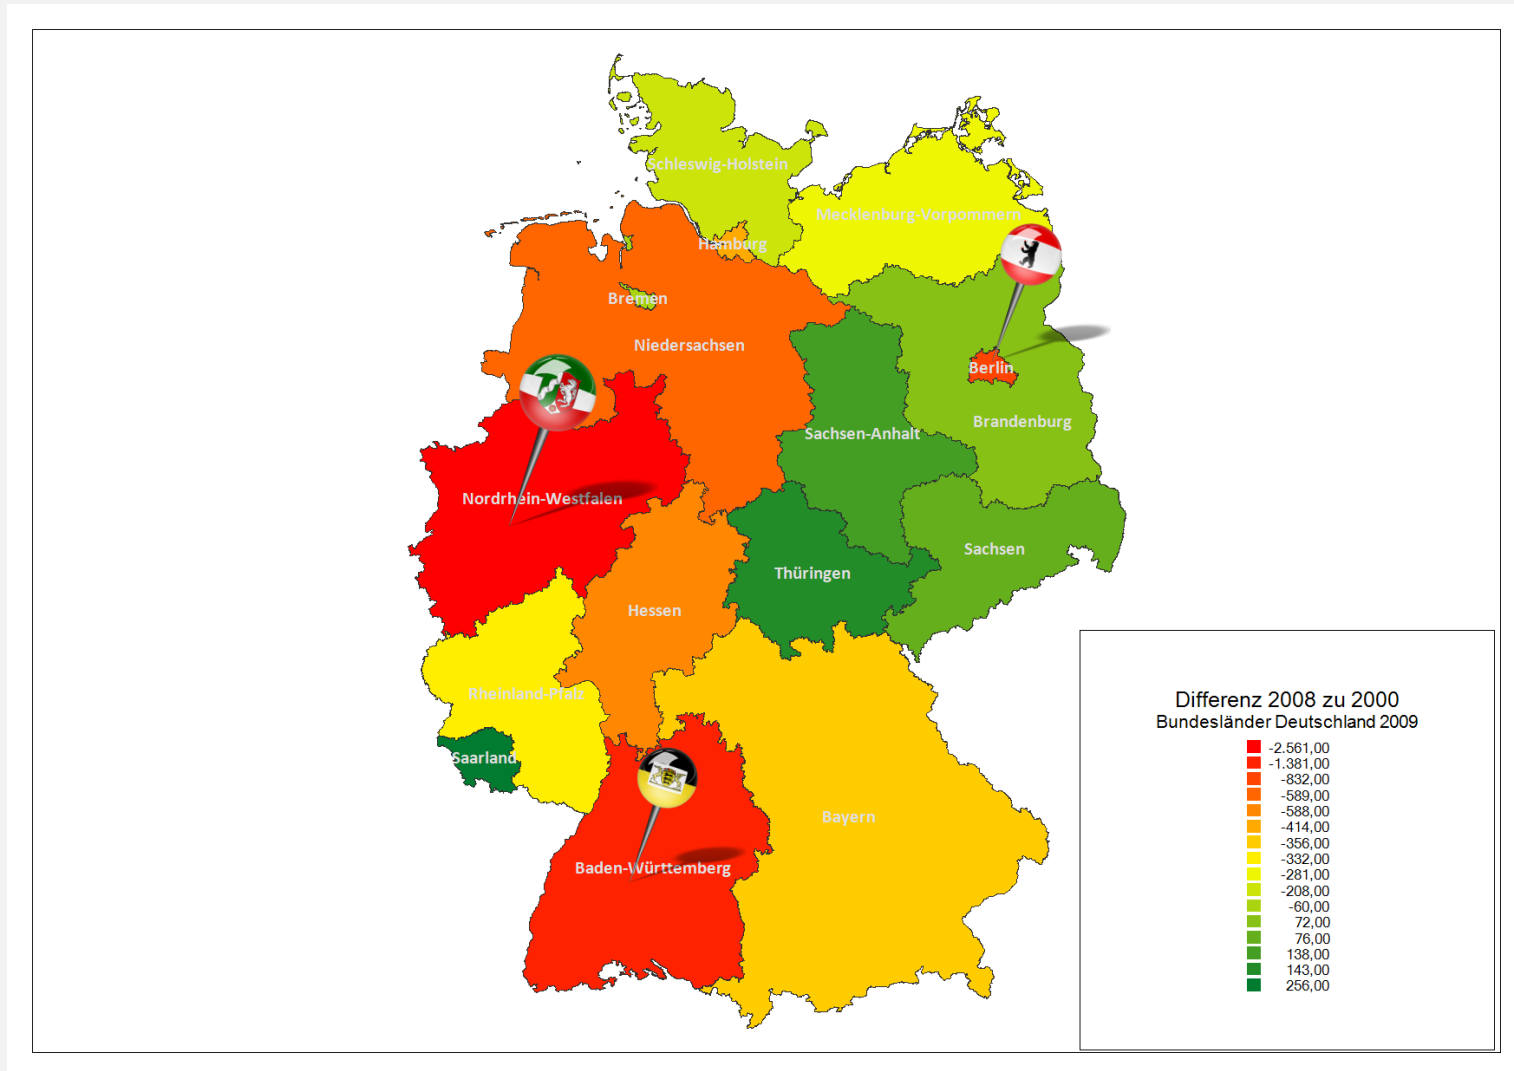 Schleswig-Holstein
Mecklenburg-Vorpommern
Hamburg
Bremen
Niedersachsen
Berlin
Brandenburg
Sachsen-Anhalt
Nordrhein-Westfalen
Sachsen
Thüringen
Hessen
Rheinland-Pfalz
Saarland
Bayern
Baden-Württemberg
Differenz 2008 zu 2000
Bundesländer Deutschland 2009
-2.561,00
-1.381,00
-832,00
-589,00
-588,00
-414,00
-356,00
-332,00
-281,00
-208,00
-60,00
72,00
76,00
138,00
143,00
256,00